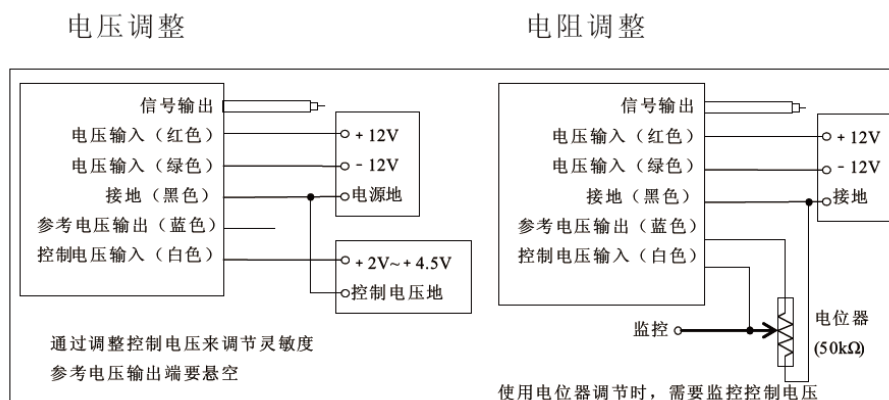 电压调整
信号输出
电压输入（红色）
电压输入（绿色）
接地（黑色）
参考电压输出（蓝色）
控制电压输入（白色）
+12V
-12V
电源地
+2V~+4.5V
控制电压地
通过调整控制电压来调节灵敏度
参考电压输出端要悬空
电阻调整
信号输出
电压输入（红色）
电压输入（绿色）
接地（黑色）
参考电压输出（蓝色）
控制电压输入（白色）
+12V
-12V
接地
监控
电位器
(50kΩ)
使用电位器调节时，需要监控控制电压